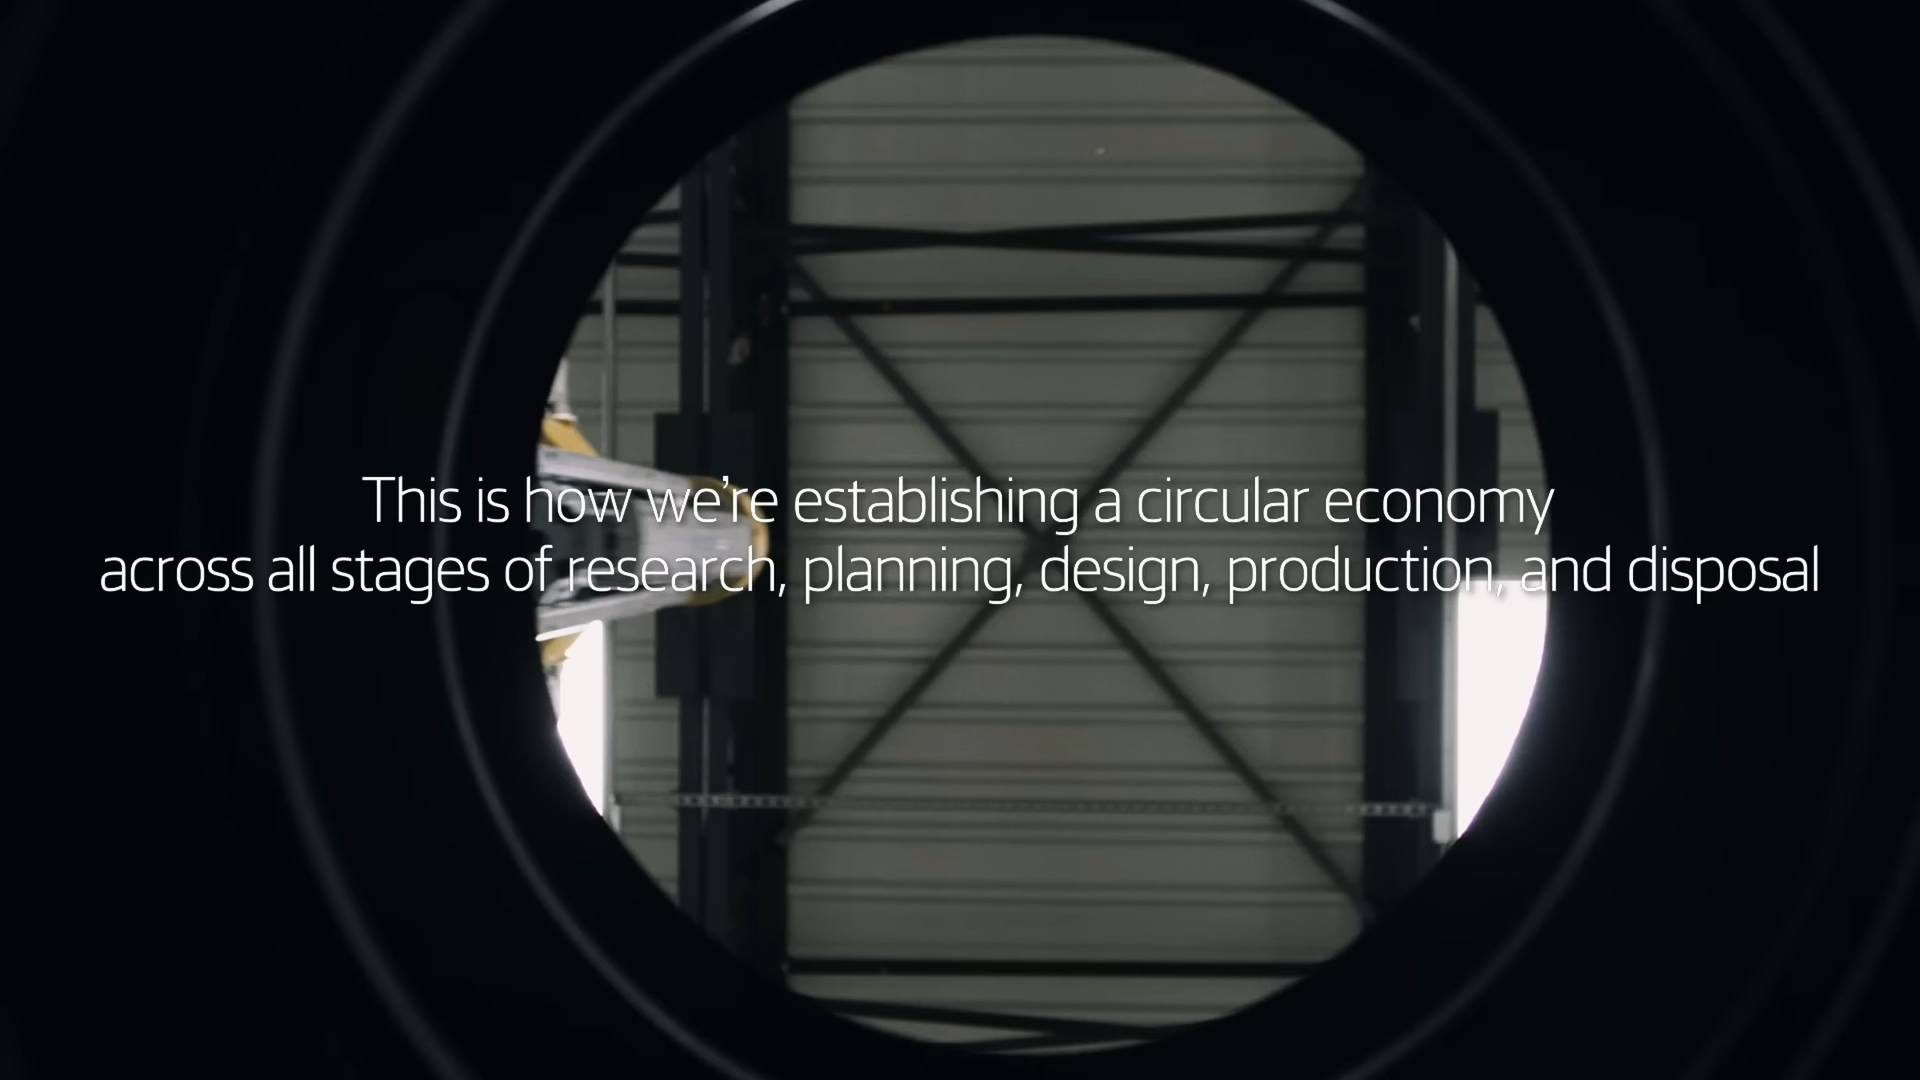 This is how we’re establishing a circular economy
across all stages of research, planning, design, production, and disposal